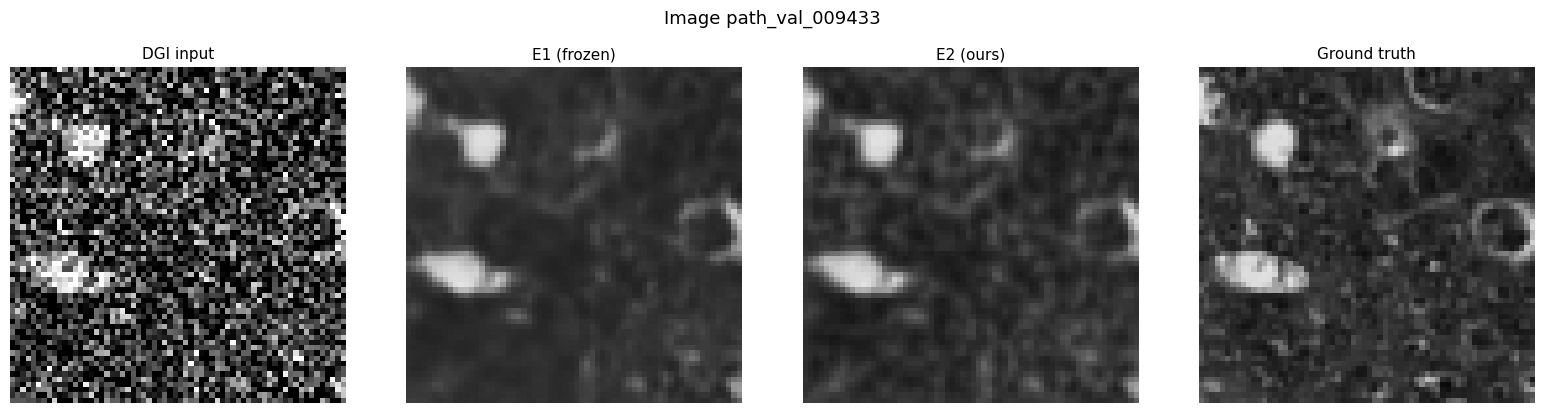 Image path_val_009433
DGI input
E1 (frozen)
E2 (ours)
Ground truth